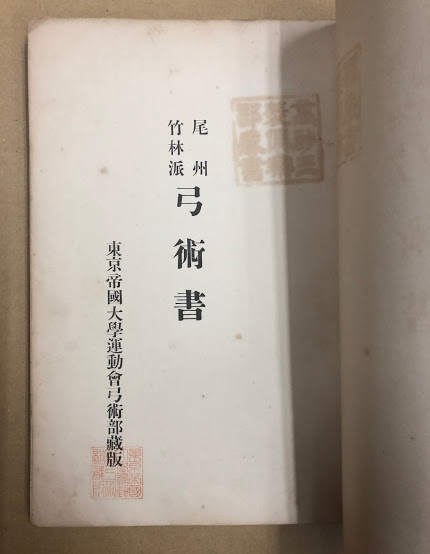 尾州
竹林派
弓術書
東京帝國大學運動會弓術部藏版